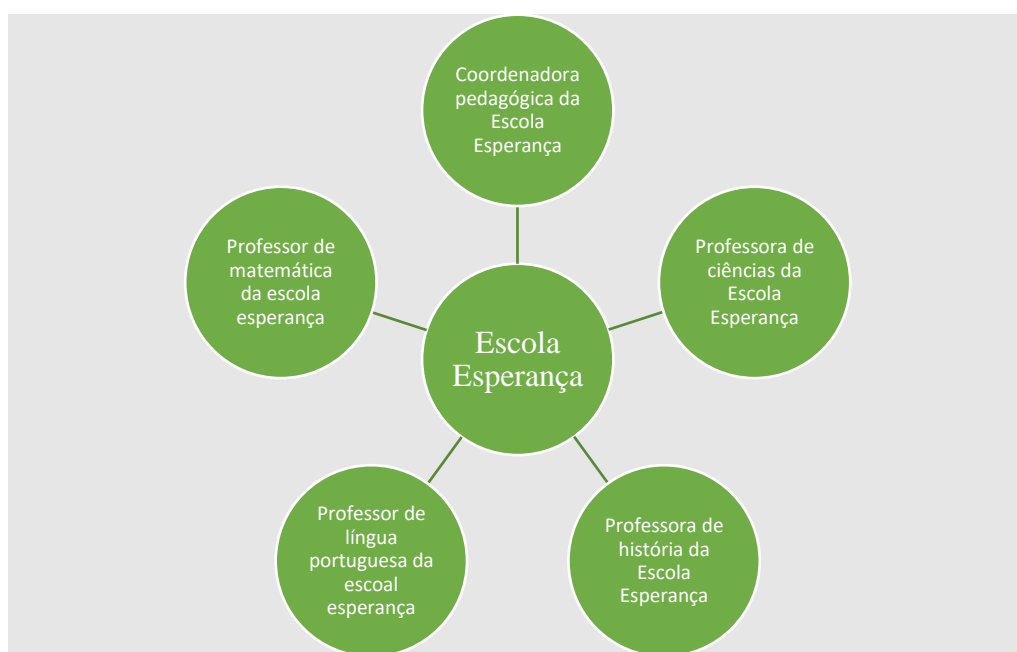 Coordenadora
pedagógica da
Escola
Esperança
Professor de
matemática
da escola
esperança
Professora de
ciências da
Escola
Esperança
Escola
Esperança
Professor de
língua
portuguesa da
escoal
esperança
Professora de
história da
Escola
Esperança